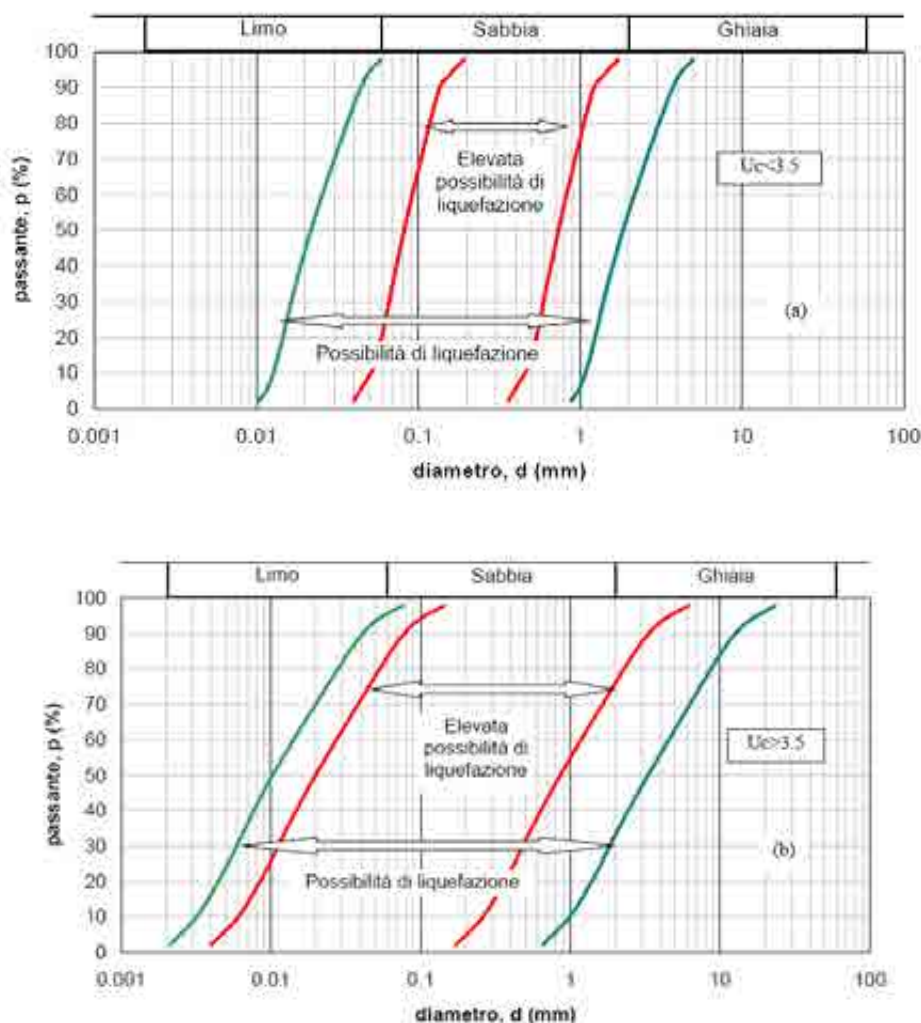 Limo Sabbia Ghiaia
100
90
80
70
60
50
40
30
20
10
0
passante, p (%)
Elevata
possibilità di
liquefazione
Uc<3.5
(a)
Possibilità di liquefazione
0.001 0.01 0.1 1 10 100
diametro, d (mm)
Limo Sabbia Ghiaia
100
90
80
70
60
50
40
30
20
10
0
passante, p (%)
Elevata
possibilità di
liquefazione
Uc>3.5
(b)
Possibilità di liquefazione
0.001 0.01 0.1 1 10 100
diametro, d (mm)